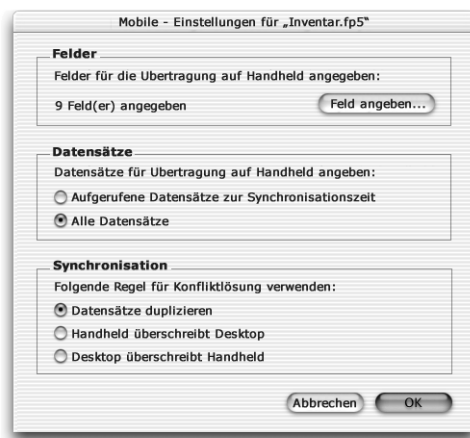 Mobile - Einstellungen für „Inventar.fp5“
Felder
Felder für die Ubertragung auf Handheld angegeben:
9 Feld(er) angegeben
Feld angeben...
Datensätze
Datensätze für Ubertragung auf Handheld angeben:
Aufgerufene Datensätze zur Synchronisationszeit
Alle Datensätze
Synchronisation
Folgende Regel für Konfliktlösung verwenden:
Datensätze duplizieren
Handheld überschreibt Desktop
Desktop überschreibt Handheld
Abbrechen
OK